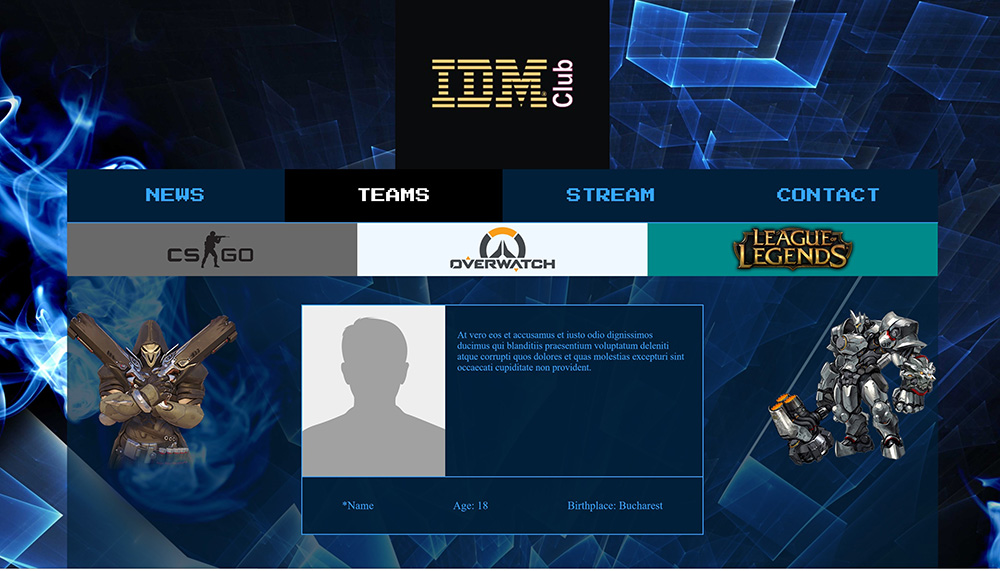 IDM Club
NEWS TEAMS STREAM CONTACT
CS GO OVERWATCH LEAGUE OF LEGENDS
At vero eos et accusamus et iusto odio dignissimos
ducimus qui blanditiis praesentium voluptatum deleniti
atque corrupti quos dolores et quas molestias excepturi sint
occaecati cupiditate non provident.
*Name Age: 18 Birthplace: Bucharest